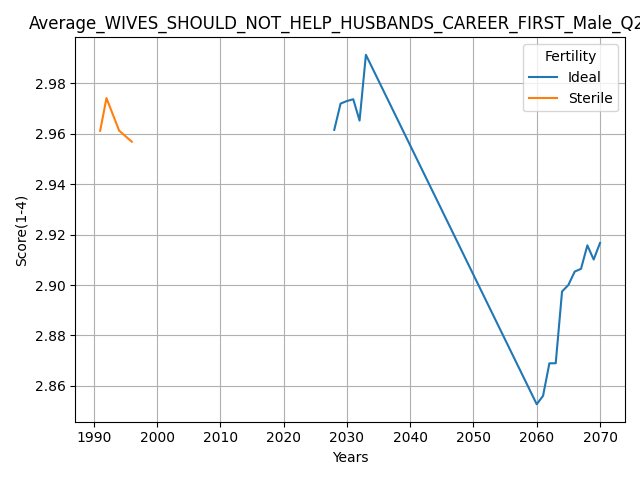 Average_WIVES_SHOULD_NOT_HELP_HUSBANDS_CAREER_FIRST_Male_Q2
Fertility
Ideal
Sterile
2.98
2.96
2.94
2.92
2.90
2.88
2.86
Score(1-4)
1990 2000 2010 2020 2030 2040 2050 2060 2070
Years